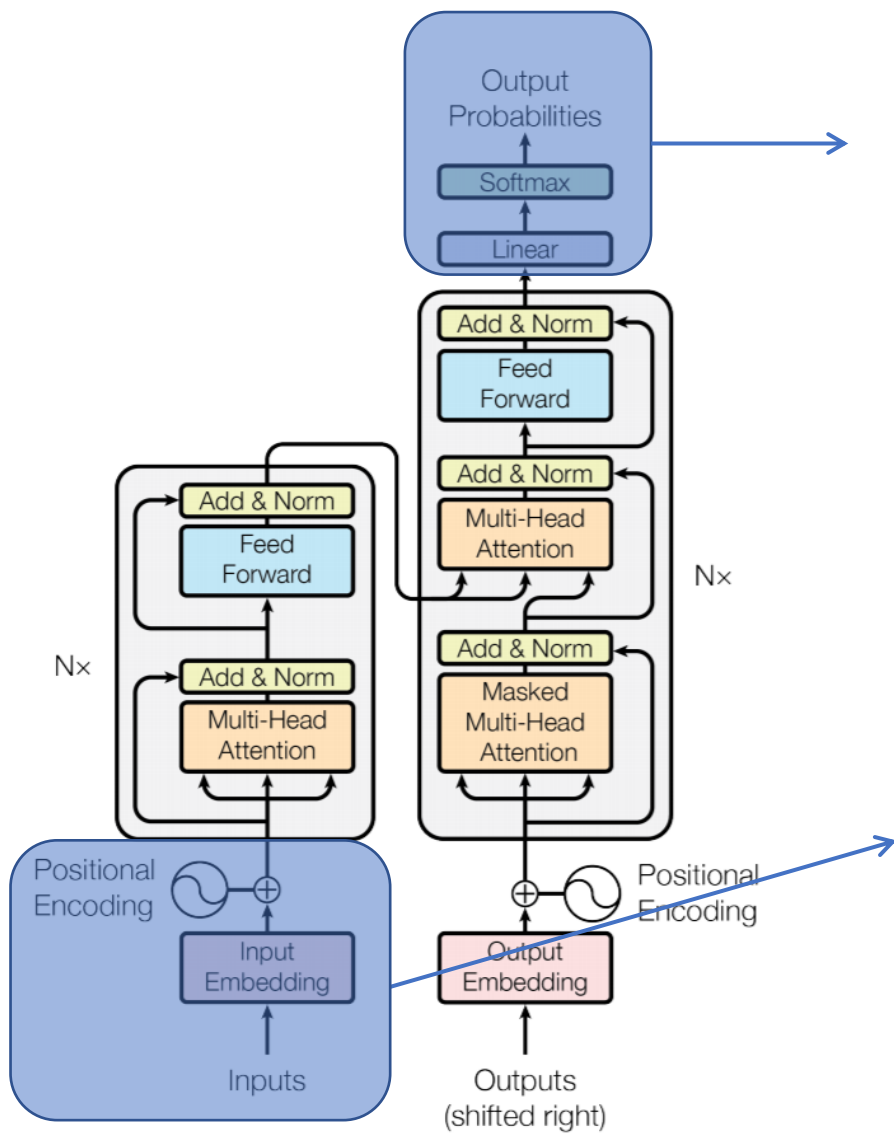 Output
Probabilities
Softmax
Linear
Add & Norm
Feed
Forward
Add & Norm
Multi-Head
Attention
N×
Add & Norm
Masked
Multi-Head
Attention
Add & Norm
Feed
Forward
N×
Add & Norm
Multi-Head
Attention
Positional
Encoding
Input
Embedding
Inputs
Positional
Encoding
Output
Embedding
Outputs
(shifted right)